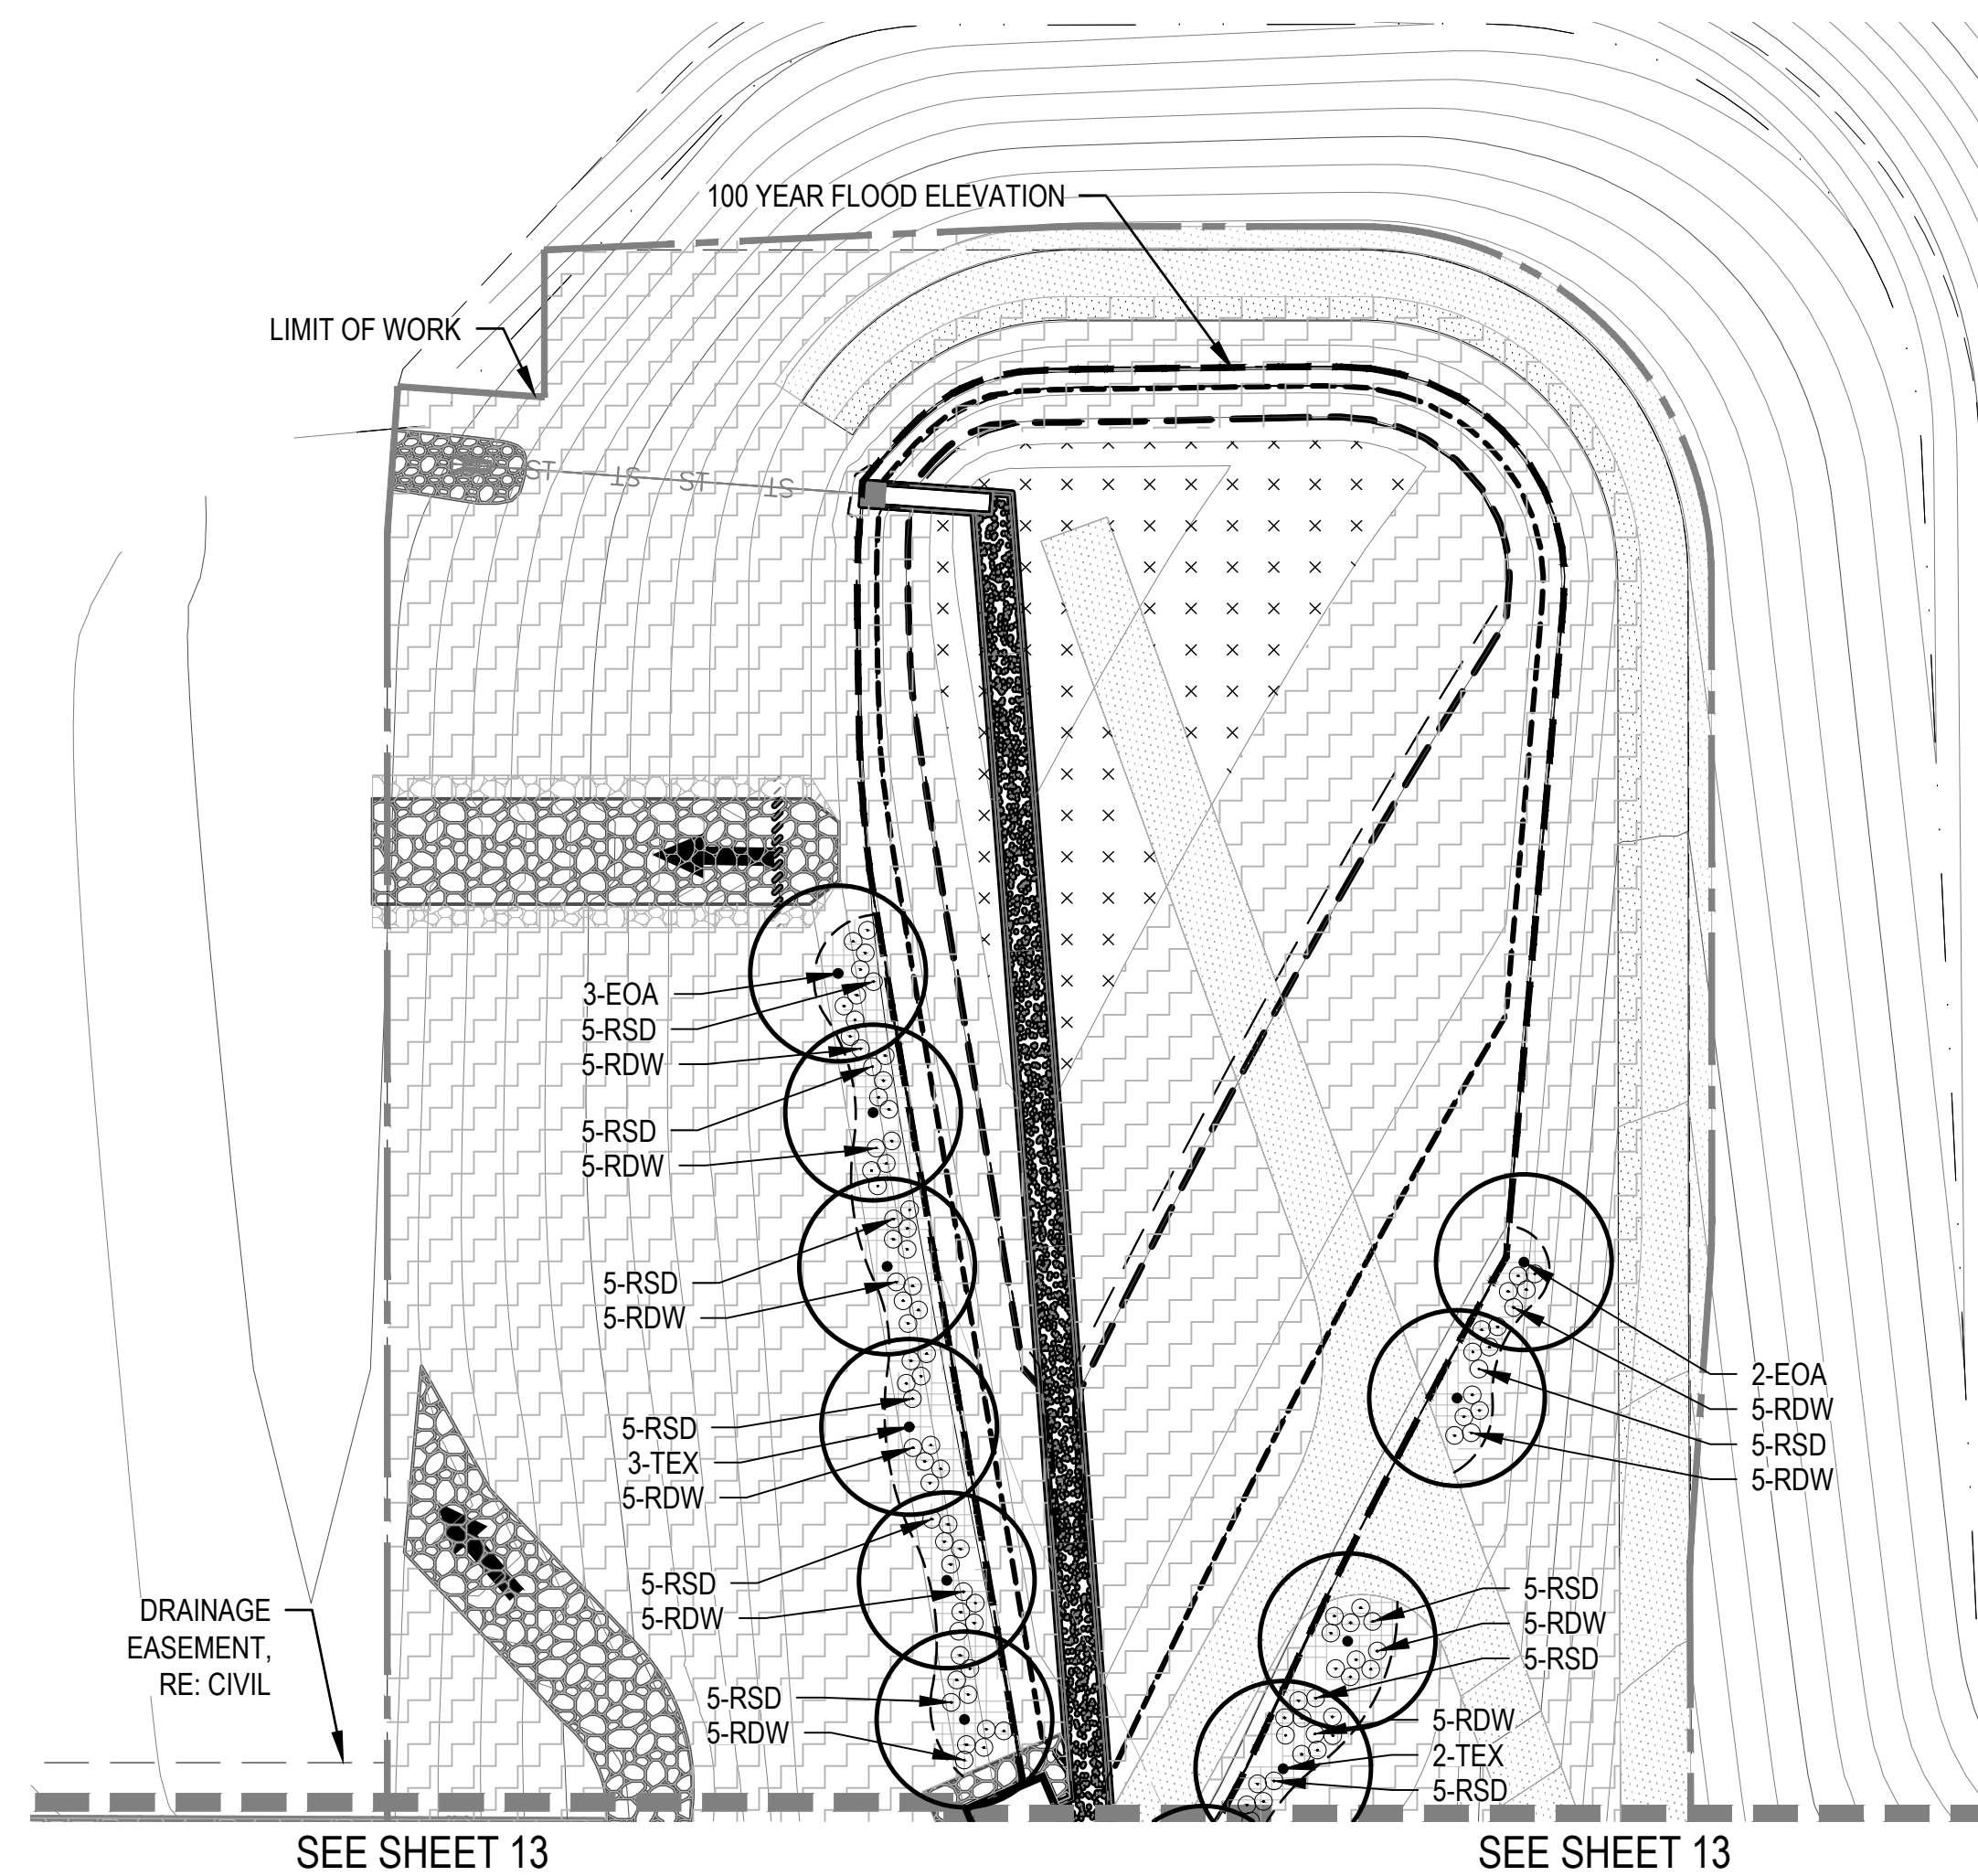 100 YEAR FLOOD ELEVATION
LIMIT OF WORK
ST ST ST ST
3-EOA
5-RSD
5-RDW
5-RSD
5-RDW
5-RSD
5-RDW
5-RSD
3-TEX
5-RDW
5-RSD
5-RDW
5-RSD
5-RDW
2-EOA
5-RDW
5-RSD
5-RDW
5-RSD
5-RDW
5-RSD
5-RDW
2-TEX
5-RSD
DRAINAGE
EASEMENT,
RE: CIVIL
SEE SHEET 13
SEE SHEET 13